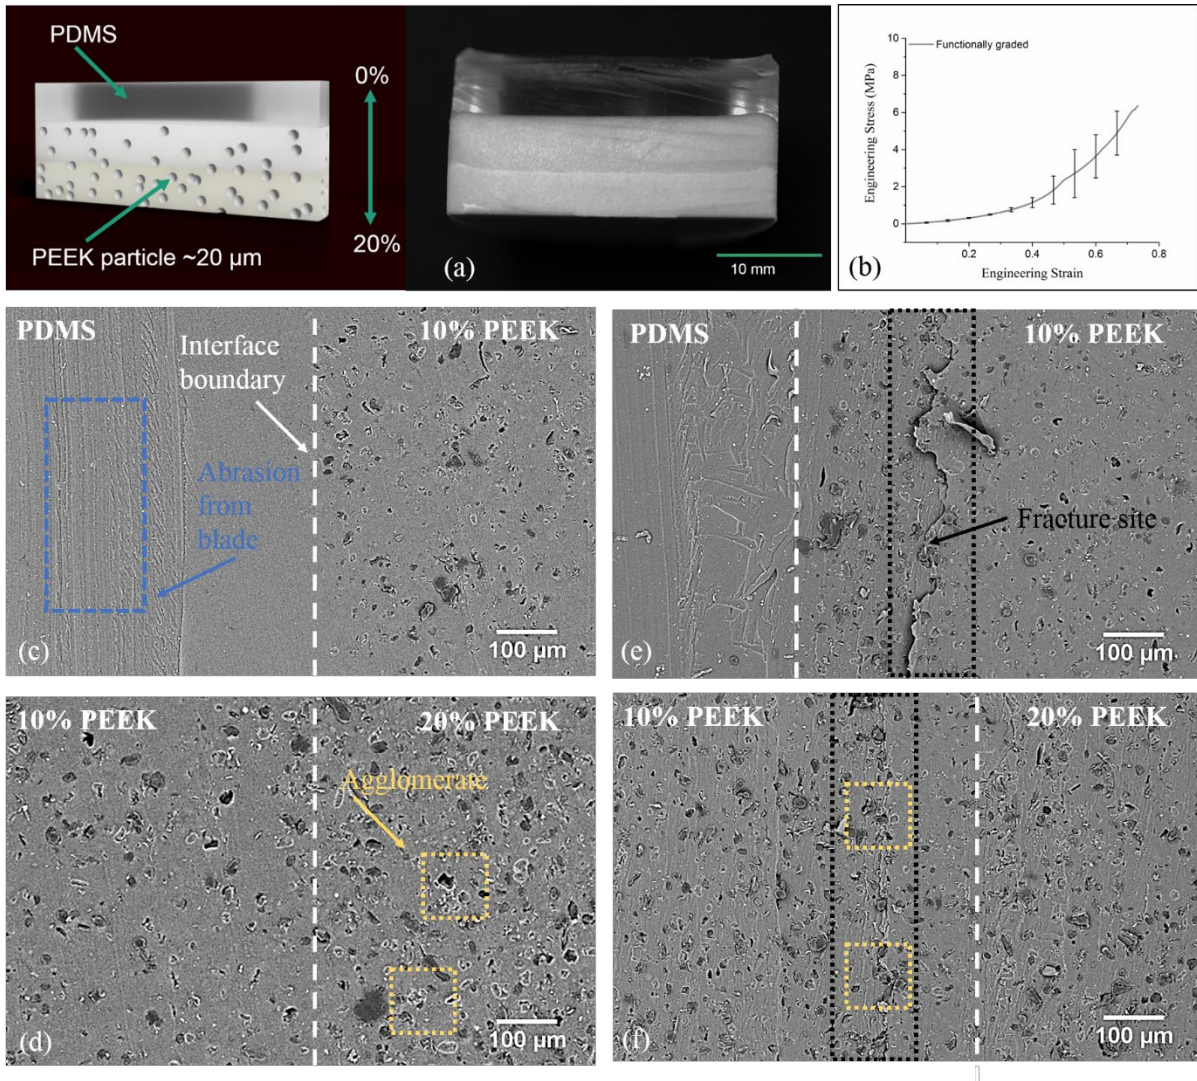 PDMS
0%
20%
PEEK particle ~20 µm
(a)
10 mm
Functionally graded
Engineering Stress (MPa)
10
8
6
4
2
0
0.2
0.4
0.6
0.8
Engineering Strain
(b)
PDMS
10% PEEK
Interface
boundary
Abrasion
from
blade
100 µm
(c)
PDMS
10% PEEK
Fracture site
100 µm
(e)
10% PEEK
20% PEEK
Agglomerate
100 µm
(d)
10% PEEK
20% PEEK
100 µm
(f)